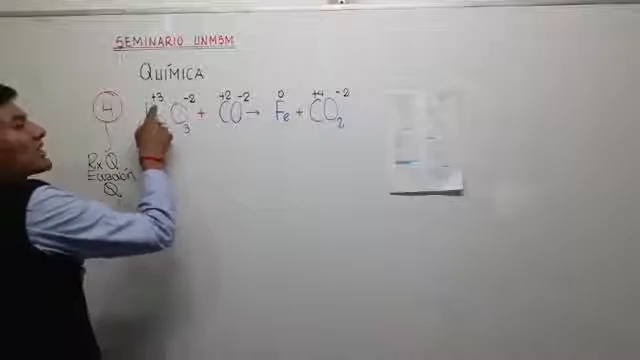 SEMINARIO UNMSM
QUÍMICA
4
+3 -2 +2 -2 0 +4 -2
O3 + CO → Fe + CO2
Rx Q
Ecuación
Q